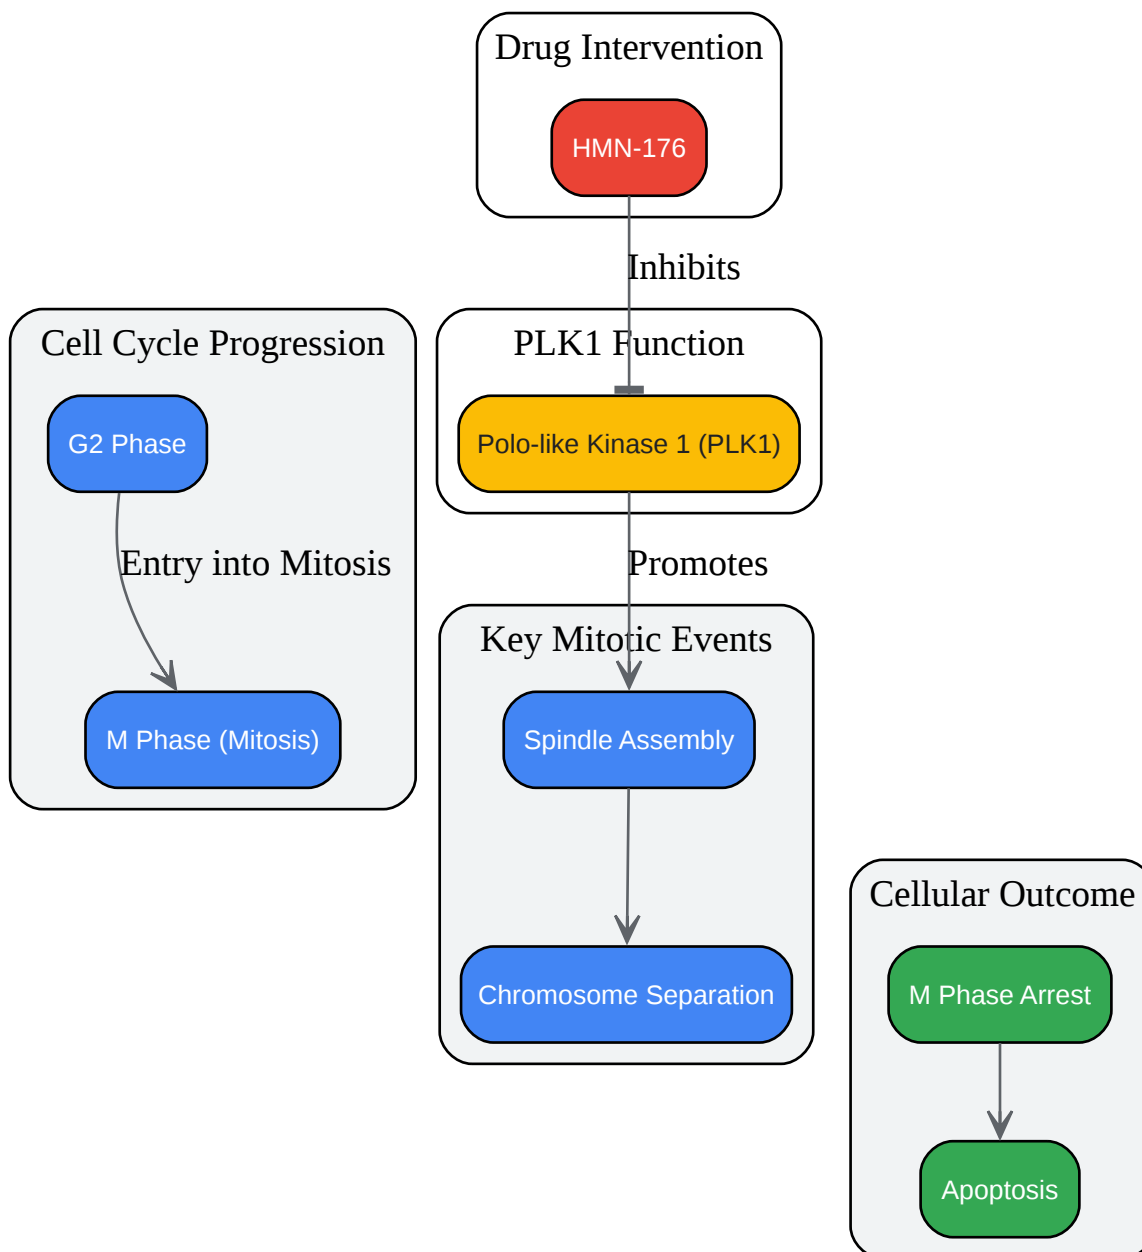 Drug Intervention
HMN-176
Inhibits
Cell Cycle Progression
G2 Phase
Entry into Mitosis
M Phase (Mitosis)
PLK1 Function
Polo-like Kinase 1 (PLK1)
Promotes
Key Mitotic Events
Spindle Assembly
Chromosome Separation
Cellular Outcome
M Phase Arrest
Apoptosis